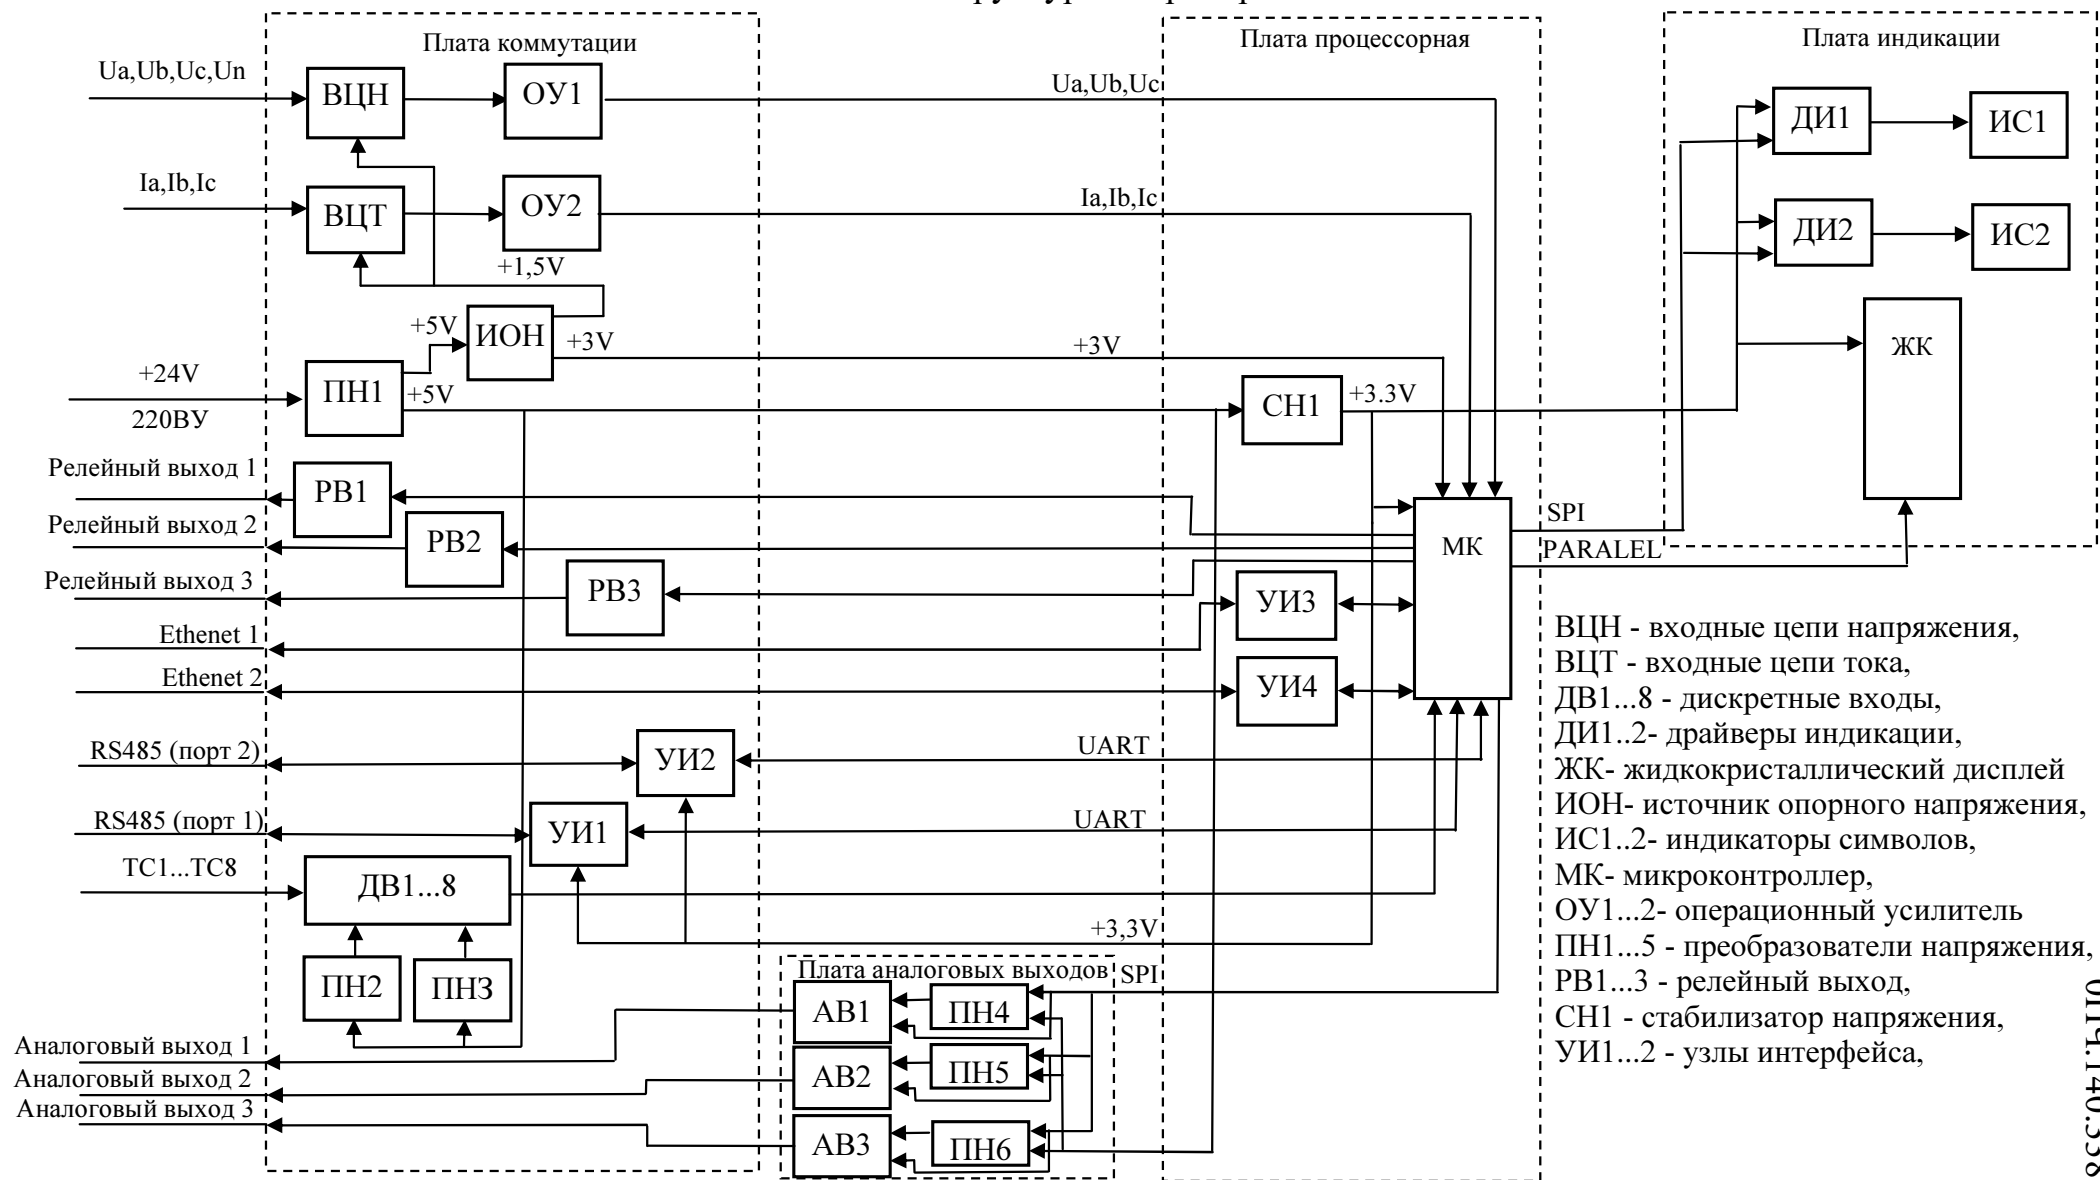 Плата коммутации
Плата процессорная
Плата индикации
Ua,Ub,Uc,Un
ВЦН
ОУ1
Ua,Ub,Uc
ДИ1
ИС1
Ia,Ib,Ic
ВЦТ
ОУ2
Ia,Ib,Ic
ДИ2
ИС2
+1,5V
+5V
ИОН
+3V
+3V
ЖК
+24V
220ВУ
ПН1
+5V
СН1
+3.3V
Релейный выход 1
РВ1
Релейный выход 2
РВ2
МК
SPI
PARALEL
Релейный выход 3
РВ3
УИ3
Ethenet 1
Ethenet 2
УИ4
RS485 (порт 2)
УИ2
UART
RS485 (порт 1)
УИ1
UART
ТС1...ТС8
ДВ1...8
+3,3V
ПН2
ПН3
Плата аналоговых выходов
SPI
АВ1
ПН4
Аналоговый выход 1
АВ2
ПН5
Аналоговый выход 2
Аналоговый выход 3
АВ3
ПН6
ВЦН - входные цепи напряжения,
ВЦТ - входные цепи тока,
ДВ1...8 - дискретные входы,
ДИ1..2- драйверы индикации,
ЖК- жидкокристаллический дисплей
ИОН- источник опорного напряжения,
ИС1..2- индикаторы символов,
МК- микроконтроллер,
ОУ1...2- операционный усилитель
ПН1...5 - преобразователи напряжения,
РВ1...3 - релейный выход,
СН1 - стабилизатор напряжения,
УИ1...2 - узлы интерфейса,